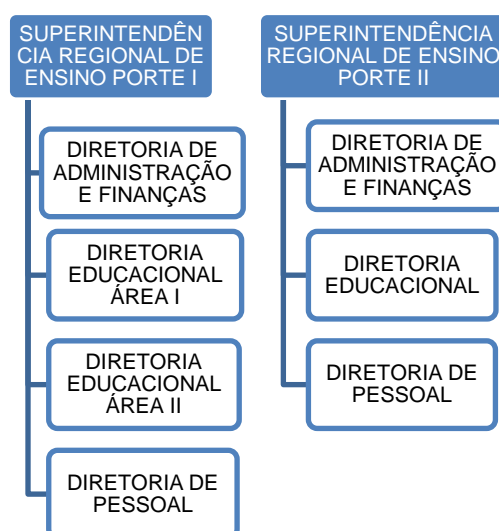 SUPERINTENDÊN
CIA REGIONAL DE
ENSINO PORTE I
DIRETORIA DE
ADMINISTRAÇÃO
E FINANÇAS
DIRETORIA
EDUCACIONAL
ÁREA I
DIRETORIA
EDUCACIONAL
ÁREA II
DIRETORIA DE
PESSOAL
SUPERINTENDÊNCIA
REGIONAL DE ENSINO
PORTE II
DIRETORIA DE
ADMINISTRAÇÃO
E FINANÇAS
DIRETORIA
EDUCACIONAL
DIRETORIA DE
PESSOAL